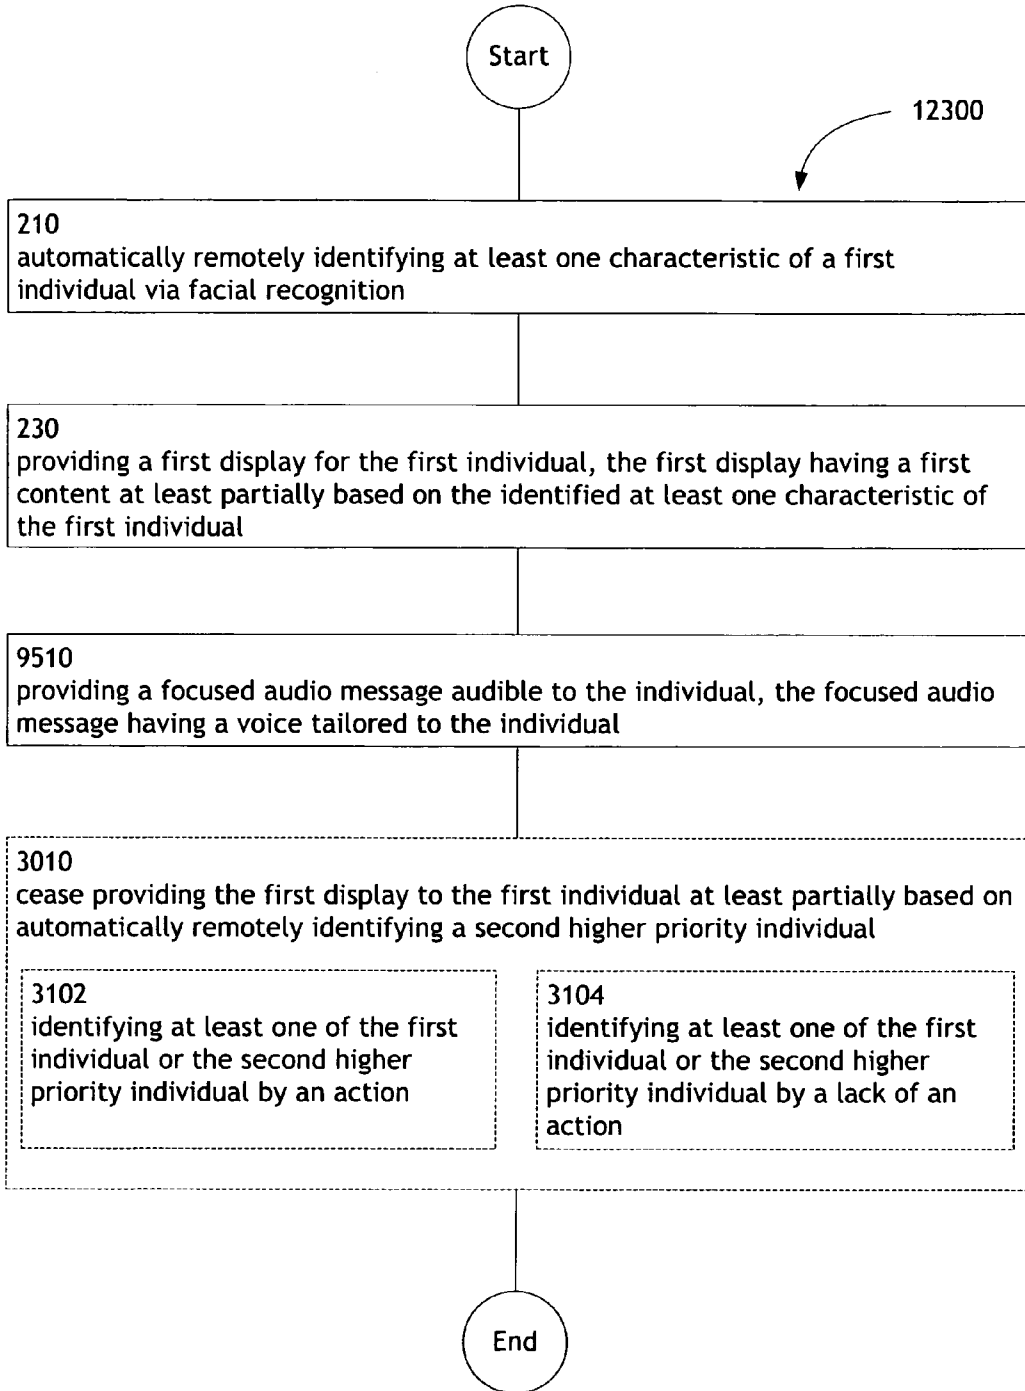 Start
12300
210
automatically remotely identifying at least one characteristic of a first
individual via facial recognition
230
providing a first display for the first individual, the first display having a first
content at least partially based on the identified at least one characteristic of
the first individual
9510
providing a focused audio message audible to the individual, the focused audio
message having a voice tailored to the individual
3010
cease providing the first display to the first individual at least partially based on
automatically remotely identifying a second higher priority individual
3102
identifying at least one of the first
individual or the second higher
priority individual by an action
3104
identifying at least one of the first
individual or the second higher
priority individual by a lack of an
action
End